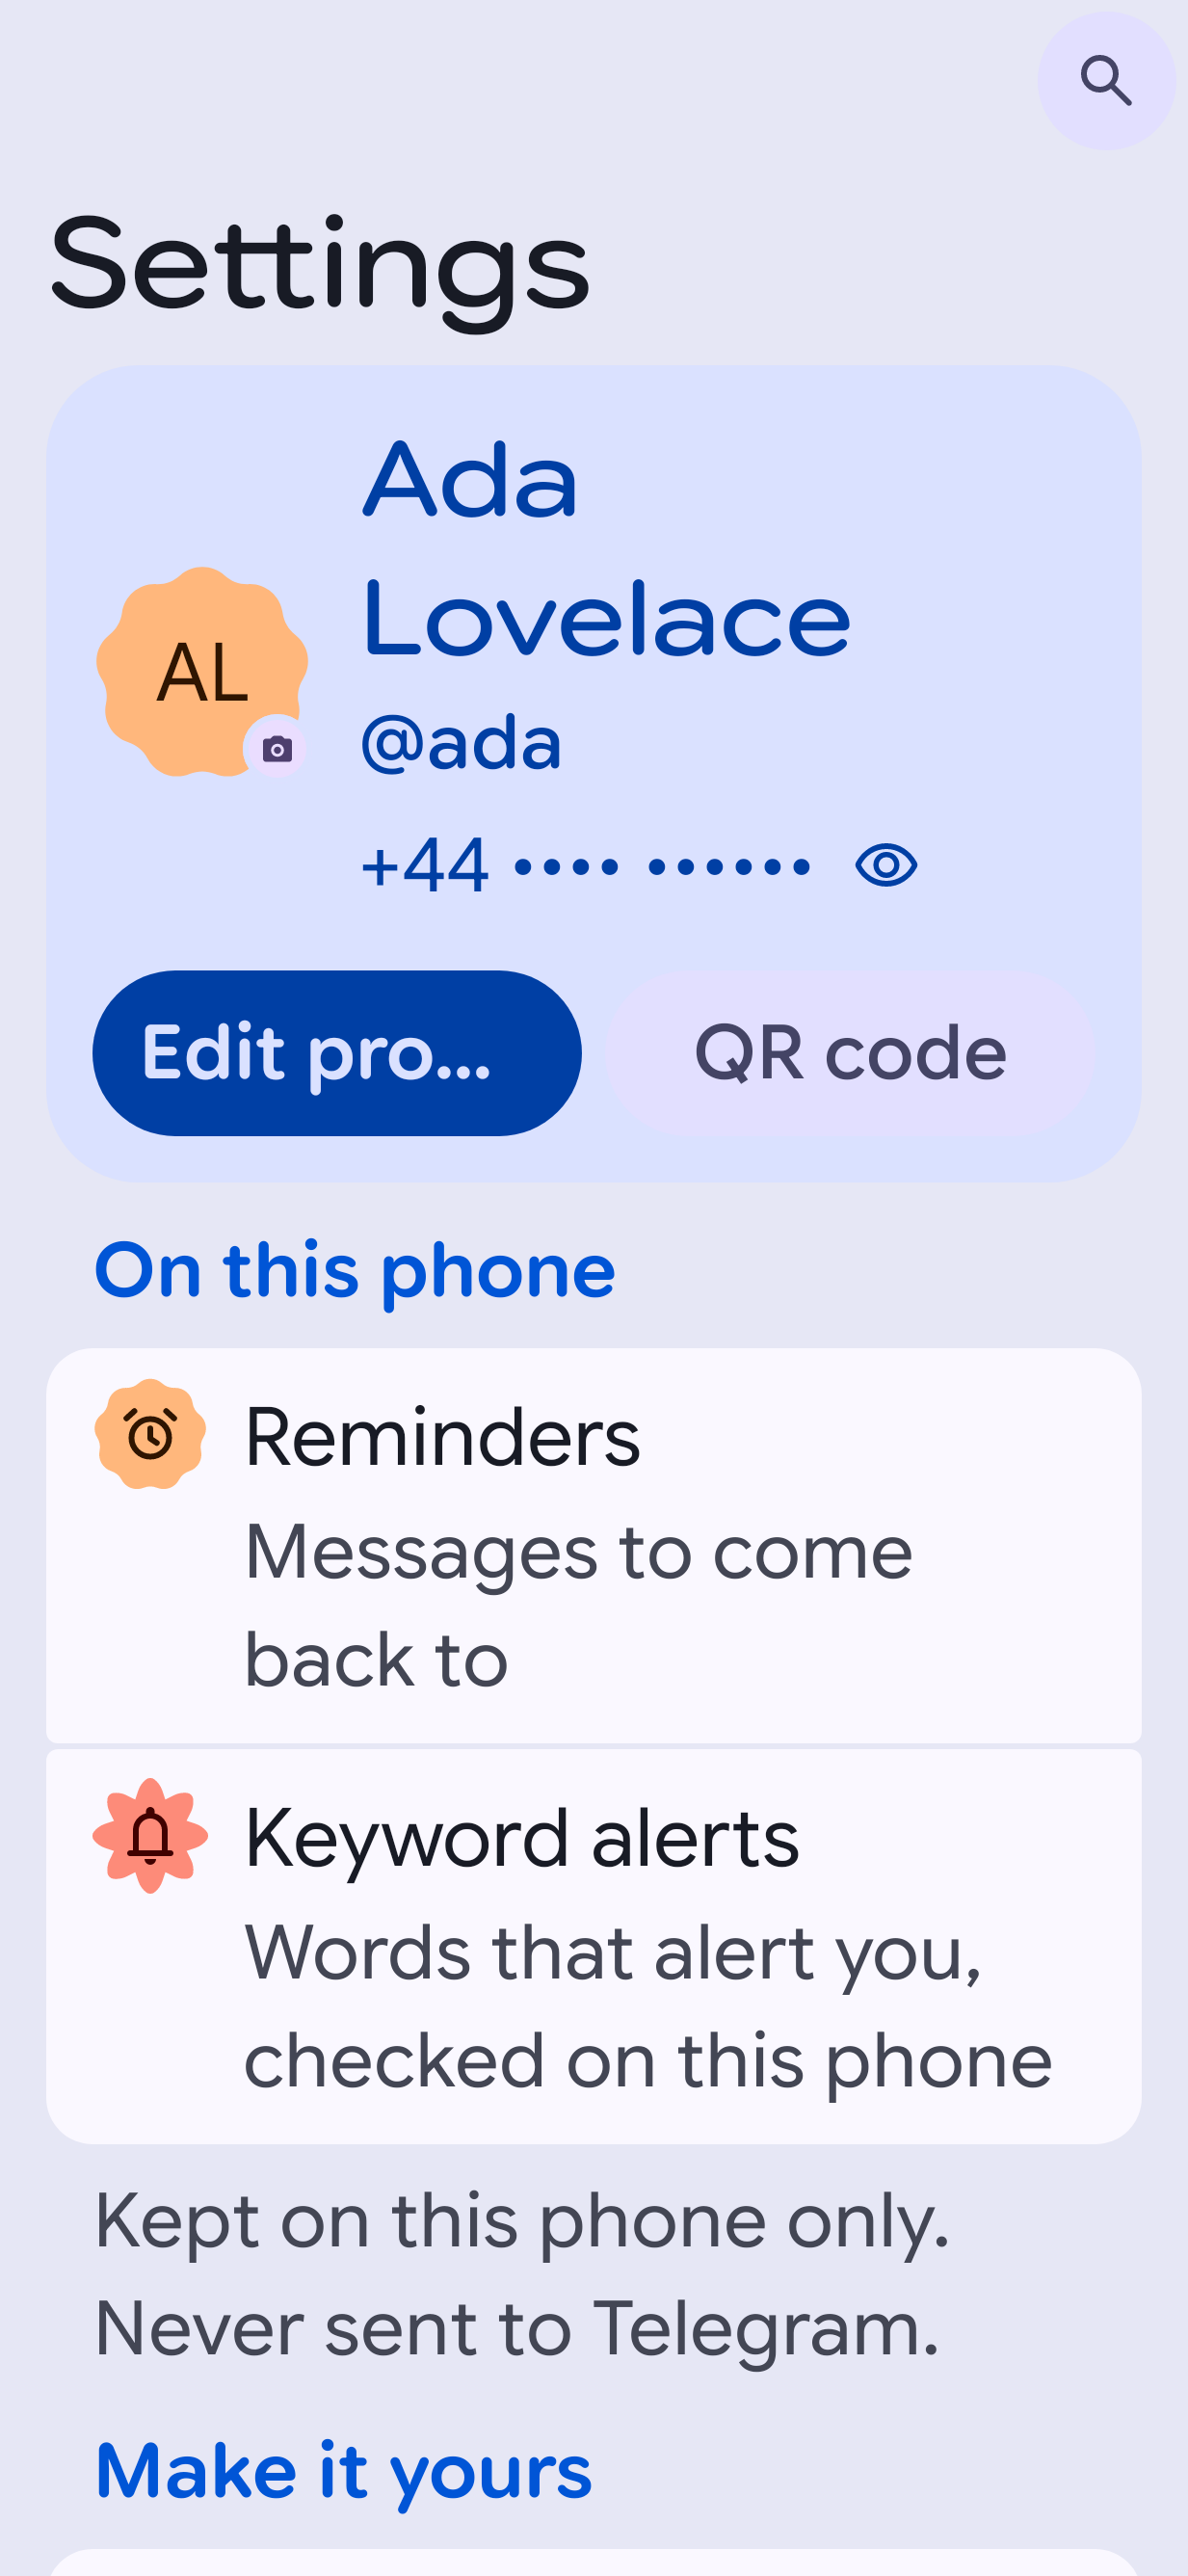 Settings
Ada
Lovelace
AL
@ada
+44 •••• ••••••
Edit pro...
QR code
On this phone
Reminders
Messages to come
back to
Keyword alerts
Words that alert you,
checked on this phone
Kept on this phone only.
Never sent to Telegram.
Make it yours